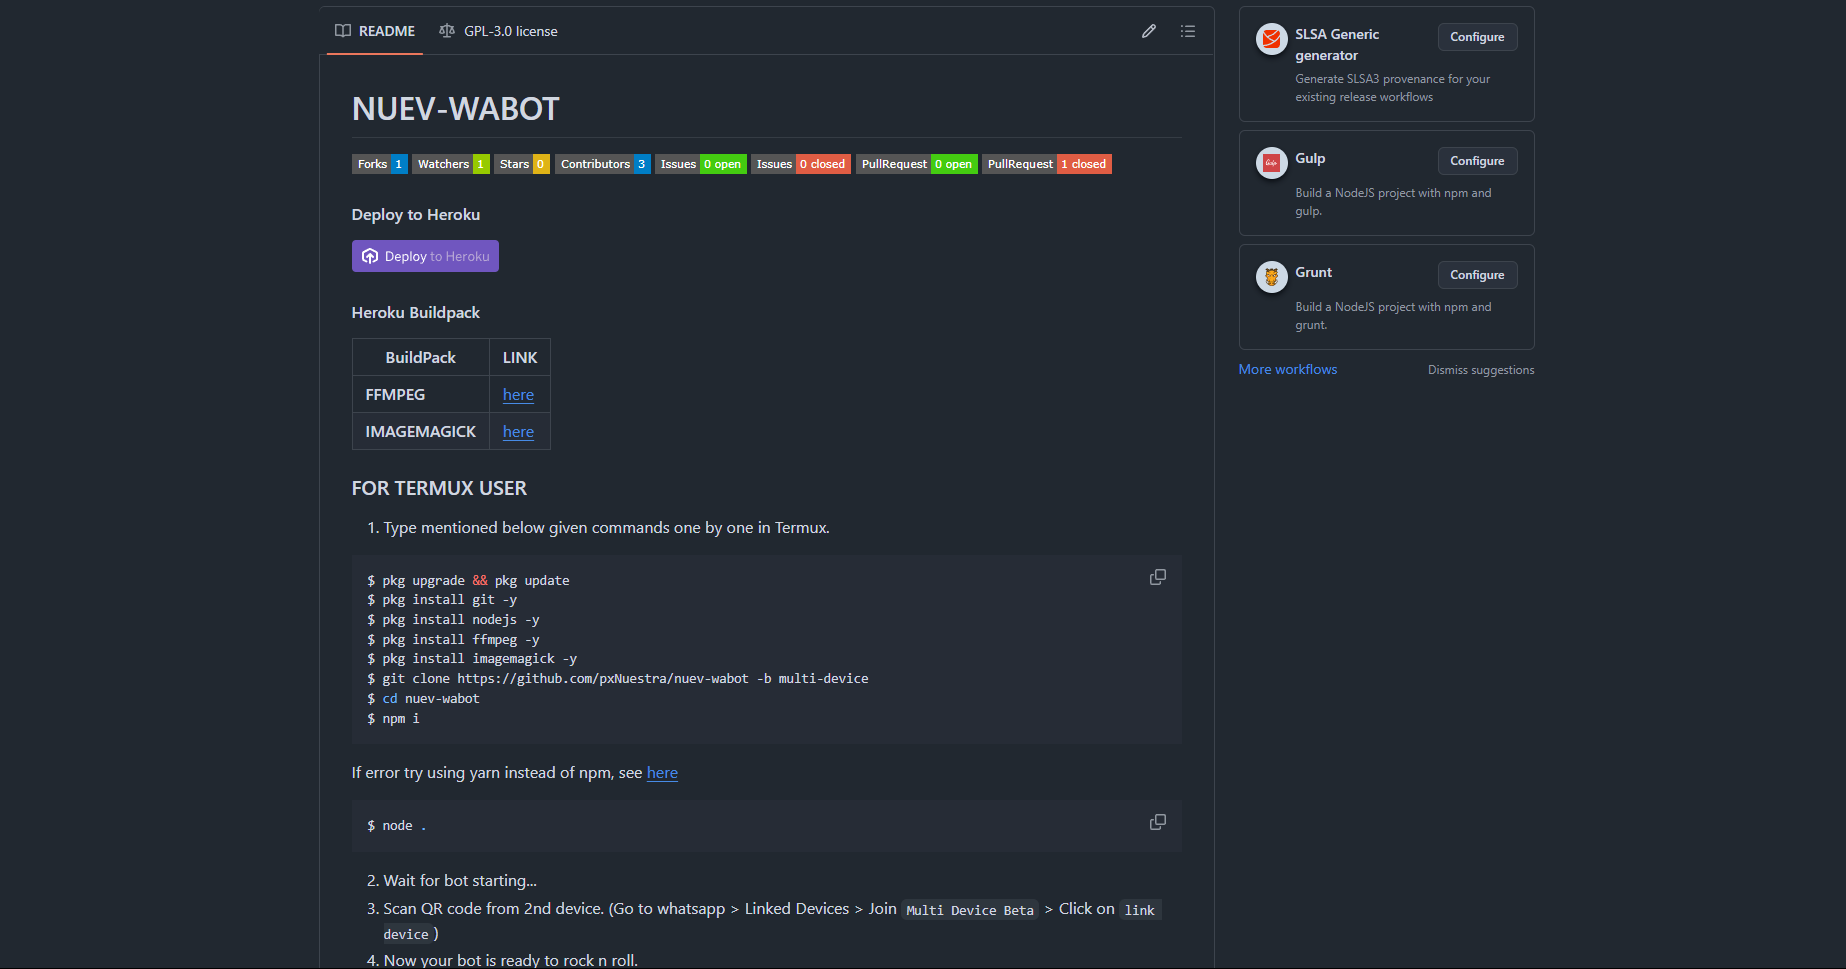 README GPL-3.0 license
NUEV-WABOT
Forks 1 Watchers 1 Stars 0 Contributors 3 Issues 0 open Issues 0 closed PullRequest 0 open PullRequest 1 closed
Deploy to Heroku
Deploy to Heroku
Heroku Buildpack
BuildPack LINK
FFMPEG here
IMAGEMAGICK here
FOR TERMUX USER
1. Type mentioned below given commands one by one in Termux.
$ pkg upgrade && pkg update
$ pkg install git -y
$ pkg install nodejs -y
$ pkg install ffmpeg -y
$ pkg install imagemagick -y
$ git clone https://github.com/pxNuestra/nuev-wabot -b multi-device
$ cd nuev-wabot
$ npm i
If error try using yarn instead of npm, see here
$ node .
2. Wait for bot starting...
3. Scan QR code from 2nd device. (Go to whatsapp > Linked Devices > Join Multi Device Beta > Click on link
device )
4. Now your bot is ready to rock n roll.
SLSA Generic
generator
Configure
Generate SLSA3 provenance for your
existing release workflows
Gulp
Configure
Build a NodeJS project with npm and
gulp.
Grunt
Configure
Build a NodeJS project with npm and
grunt.
More workflows Dismiss suggestions